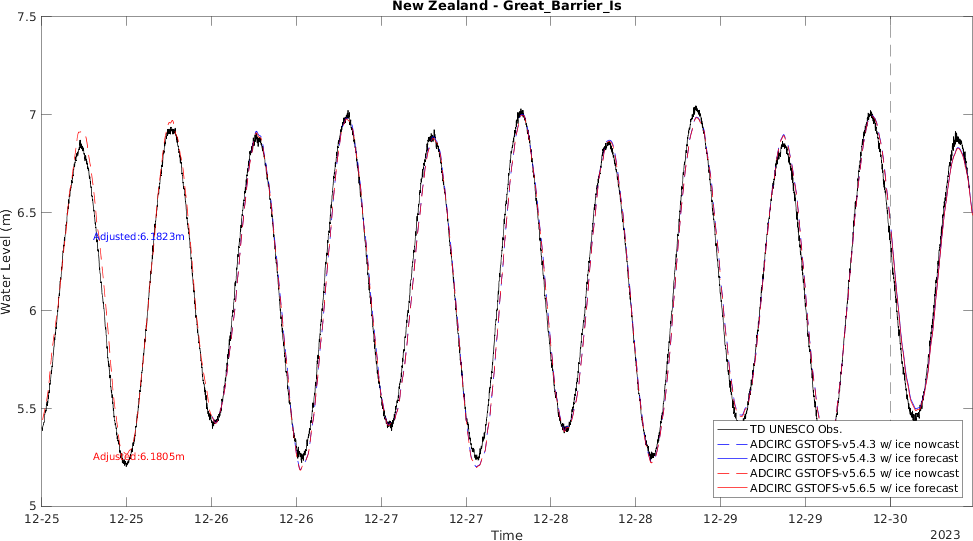 New Zealand - Great_Barrier_Is
7.5
7
6.5
6
5.5
5
Water Level (m)
Adjusted:6.1823m
Adjusted:6.1805m
TD UNESCO Obs.
ADCIRC GSTOFS-v5.4.3 w/ ice nowcast
ADCIRC GSTOFS-v5.4.3 w/ ice forecast
ADCIRC GSTOFS-v5.6.5 w/ ice nowcast
ADCIRC GSTOFS-v5.6.5 w/ ice forecast
12-25 12-25 12-26 12-26 12-27 12-27 12-28 12-28 12-29 12-29 12-30
Time
2023